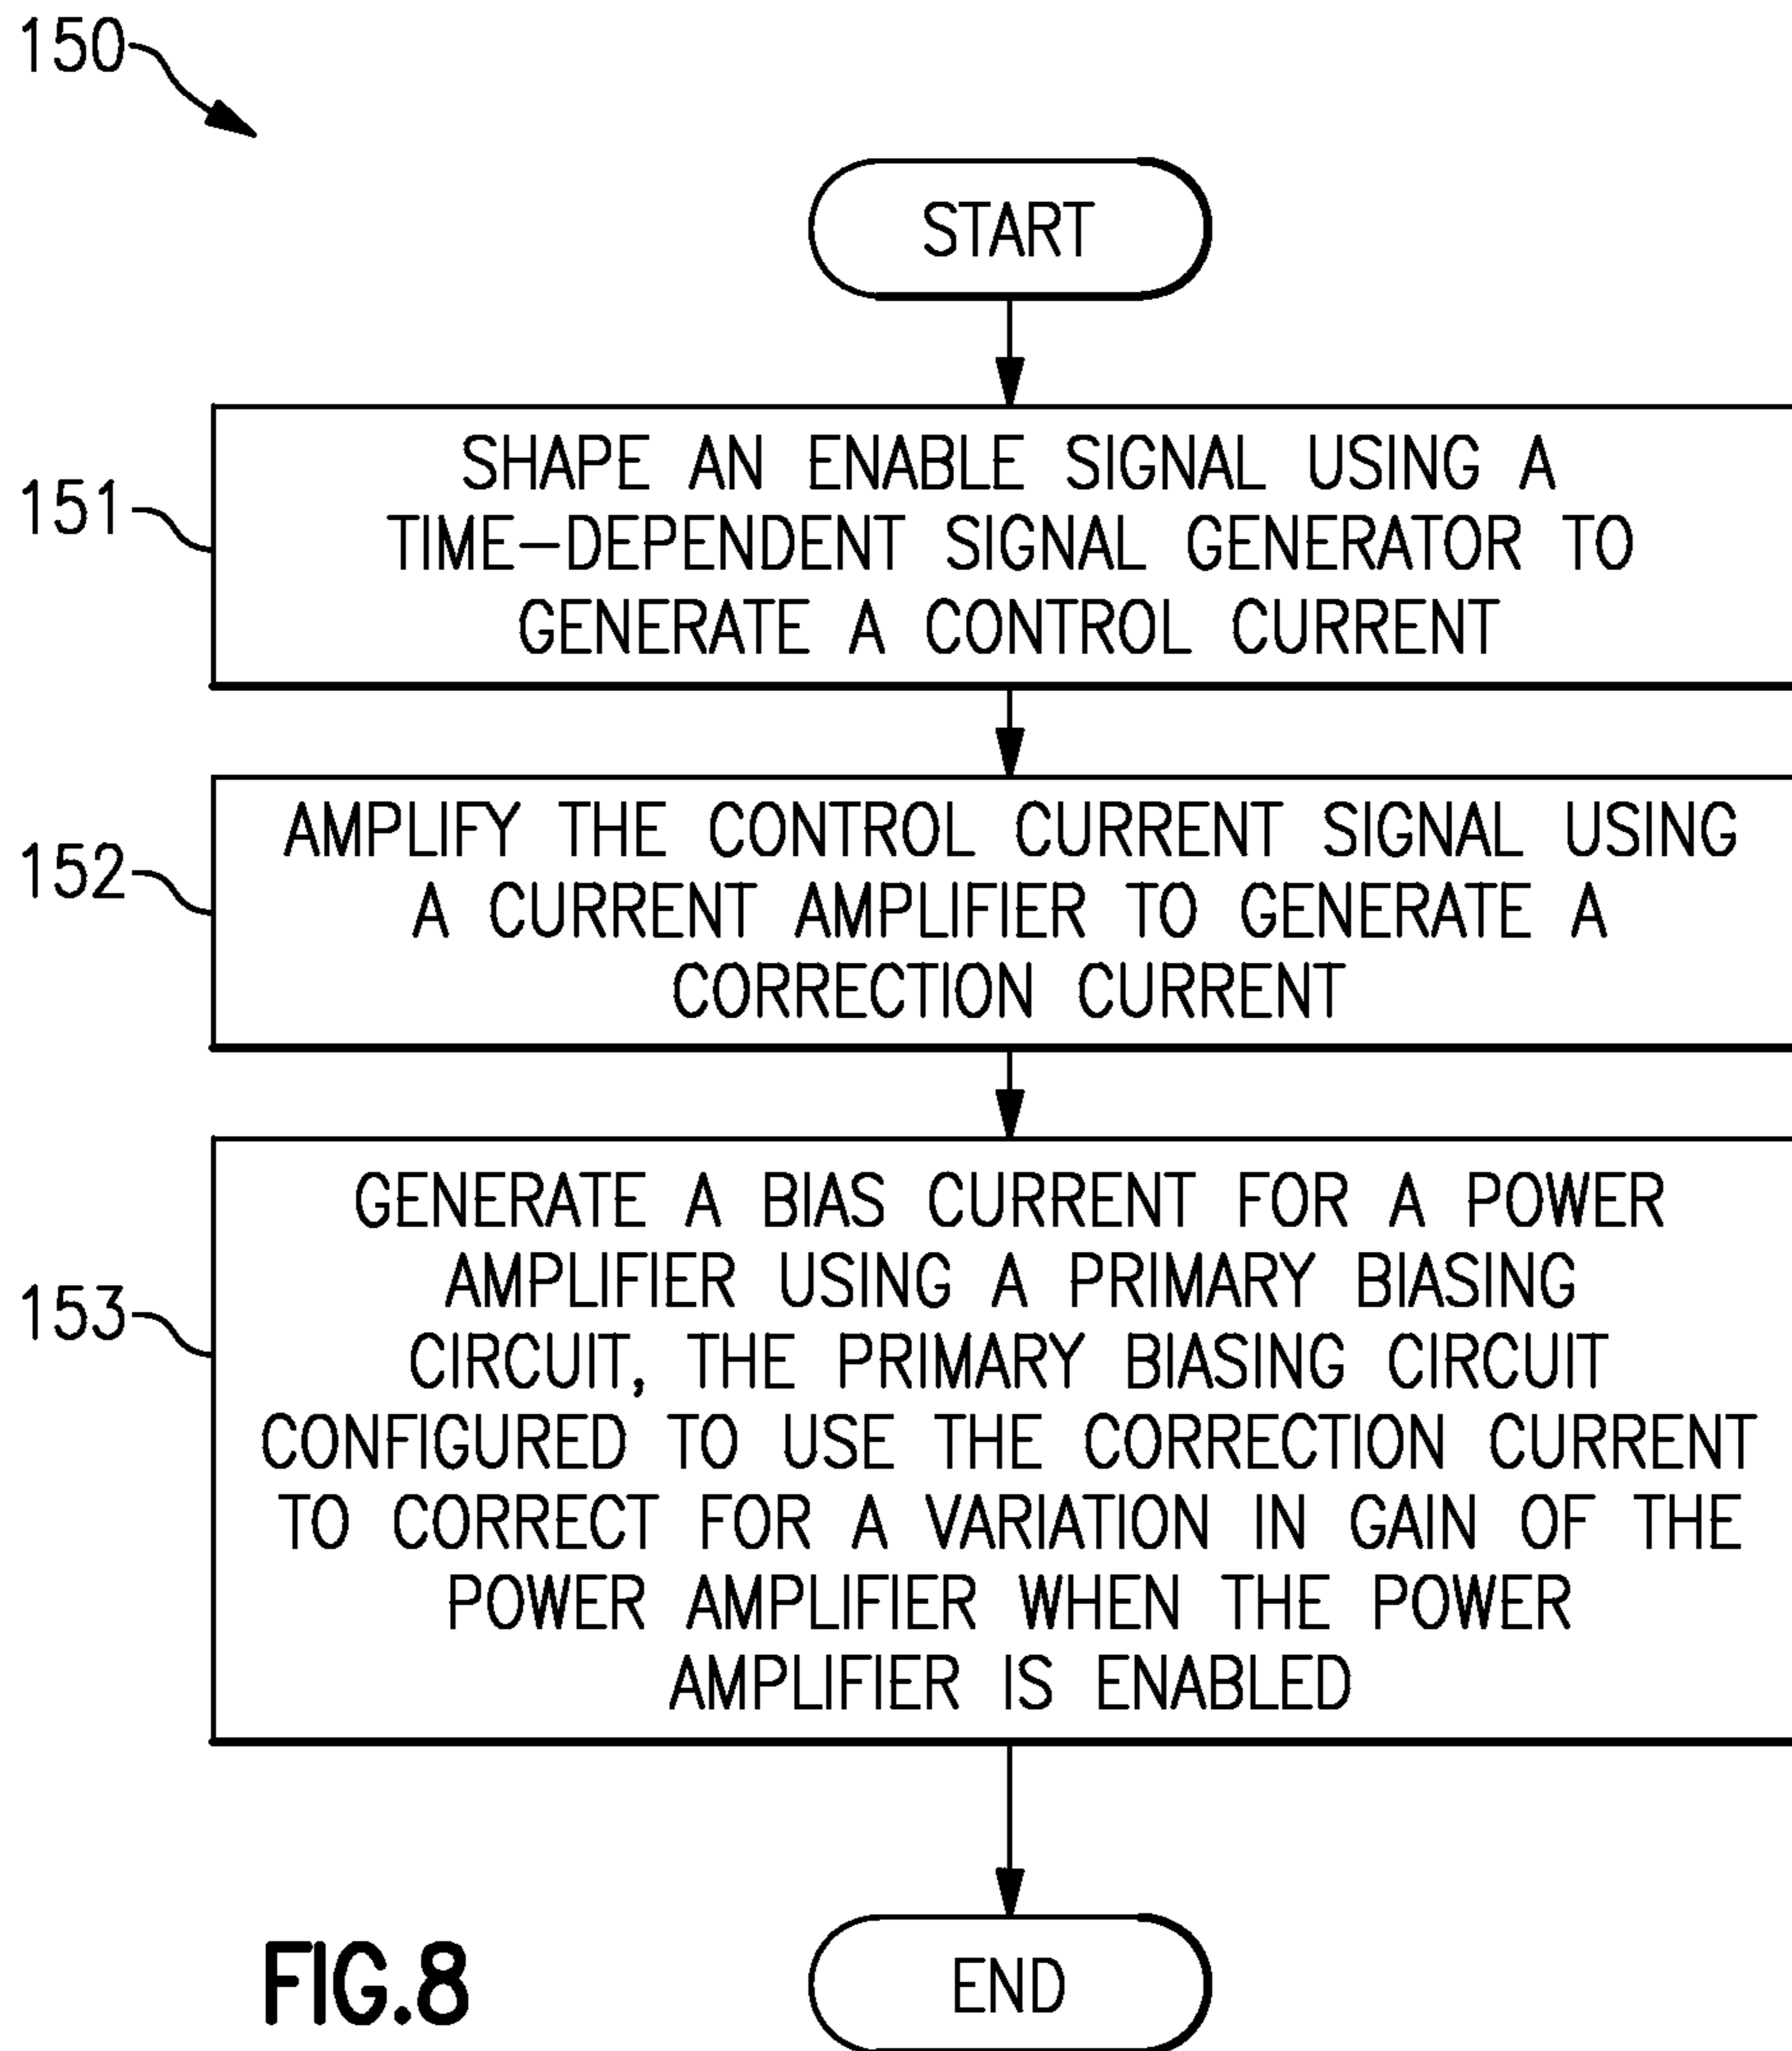 150
START
151
SHAPE AN ENABLE SIGNAL USING A
TIME-DEPENDENT SIGNAL GENERATOR TO
GENERATE A CONTROL CURRENT
152
AMPLIFY THE CONTROL CURRENT SIGNAL USING
A CURRENT AMPLIFIER TO GENERATE A
CORRECTION CURRENT
153
GENERATE A BIAS CURRENT FOR A POWER
AMPLIFIER USING A PRIMARY BIASING
CIRCUIT, THE PRIMARY BIASING CIRCUIT
CONFIGURED TO USE THE CORRECTION CURRENT
TO CORRECT FOR A VARIATION IN GAIN OF THE
POWER AMPLIFIER WHEN THE POWER
AMPLIFIER IS ENABLED
END
FIG.8